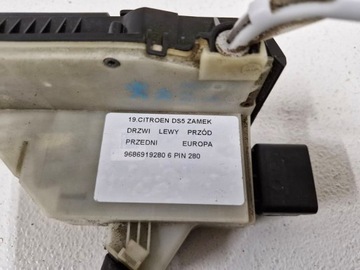 19.CITROEN DS5 ZAMEK
DRZWI LEWY PRZÓD
PRZEDNI EUROPA
9686919280 6 PIN 280